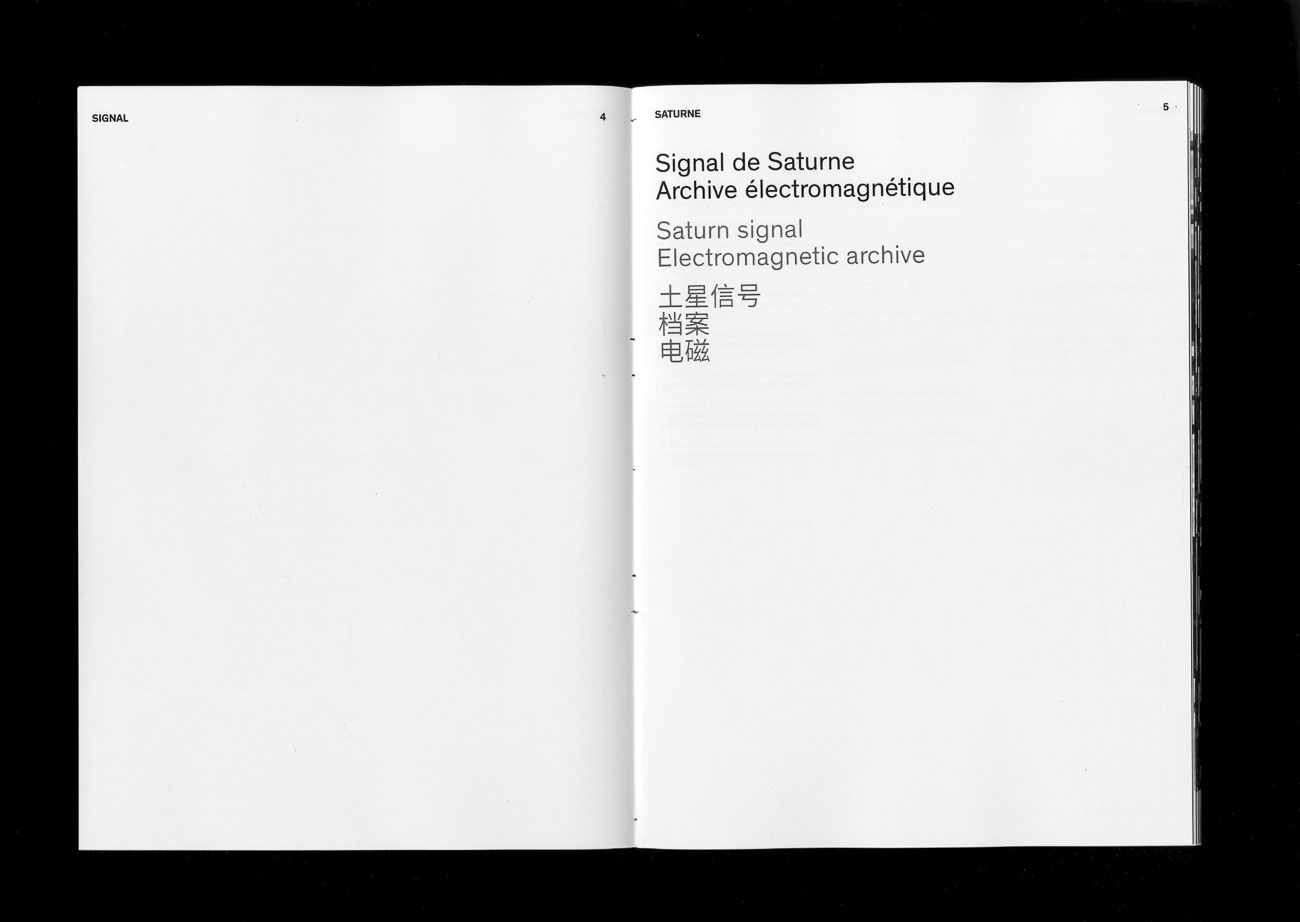 SIGNAL
4
SATURNE
5
Signal de Saturne
Archive électromagnétique
Saturn signal
Electromagnetic archive
土星信号
档案
电磁